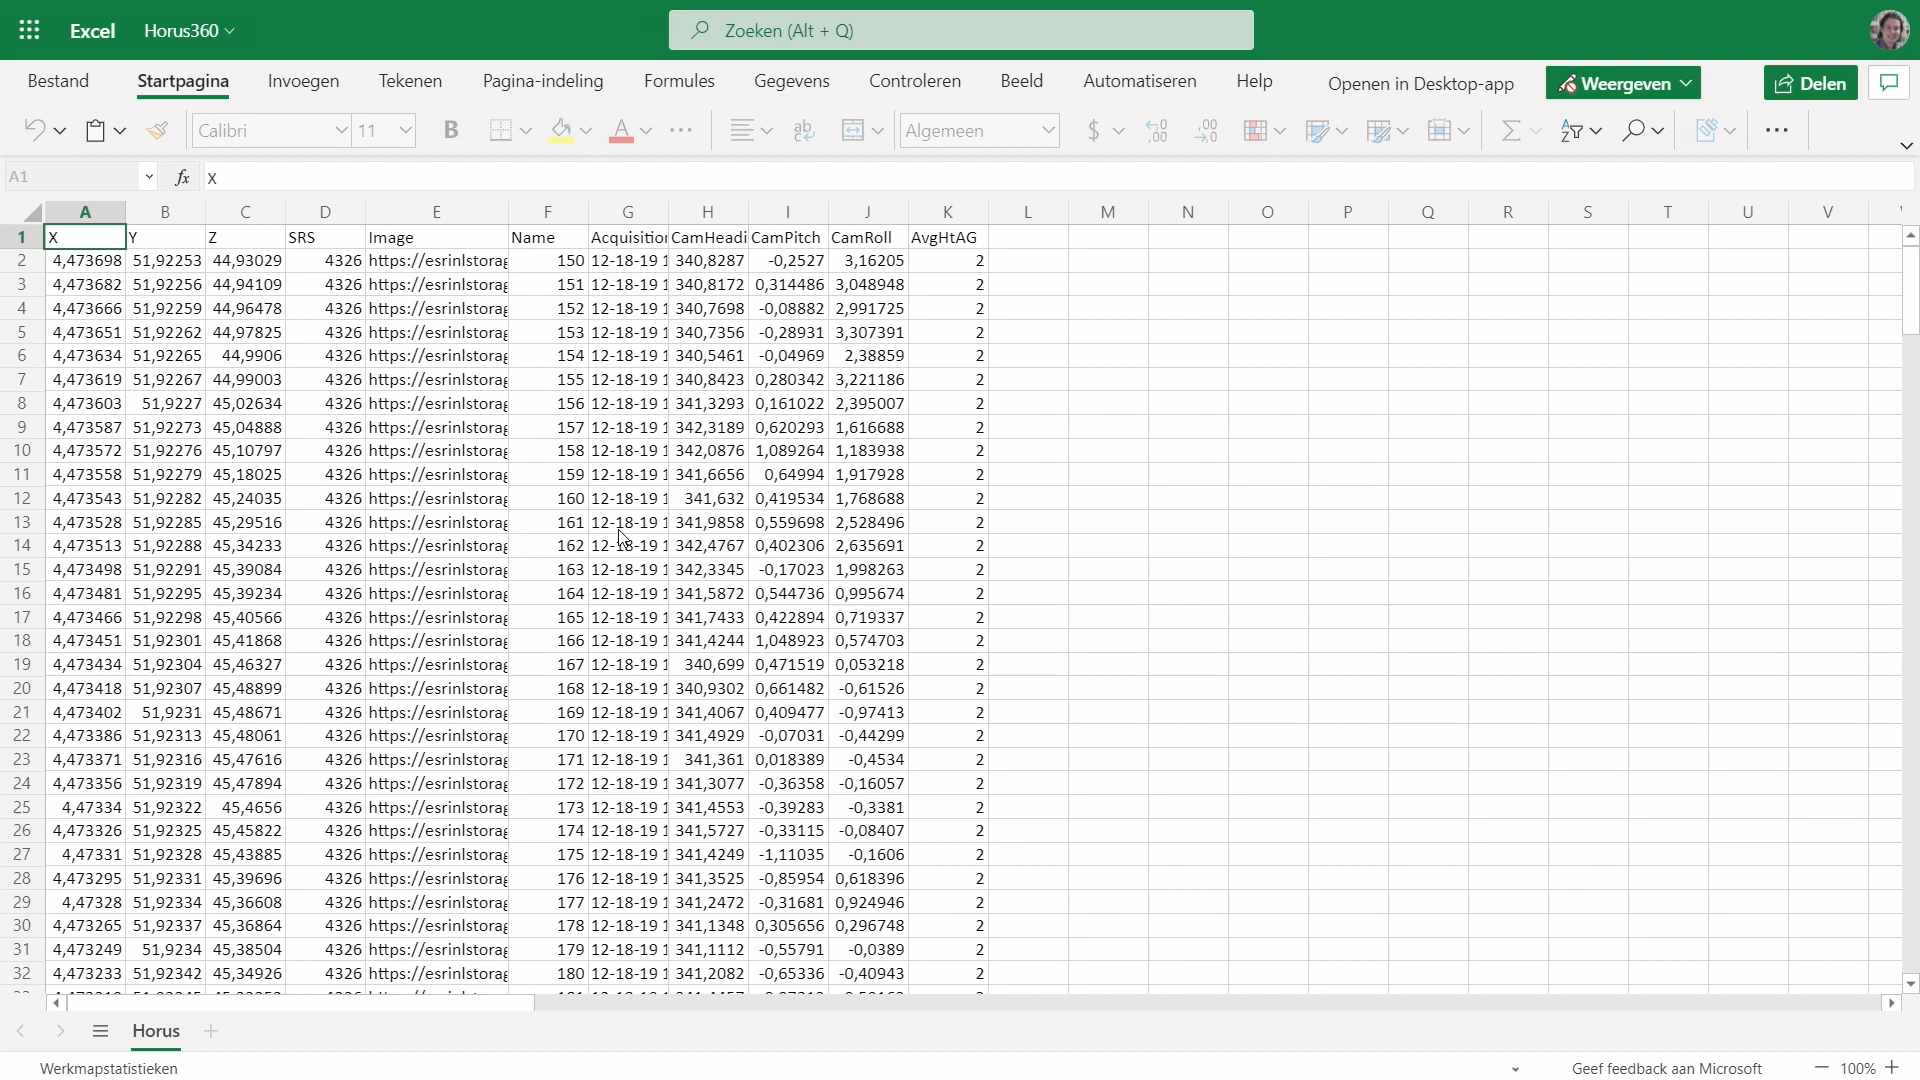 Excel Horus360 Zoeken (Alt + Q)
Bestand Startpagina Invoegen Tekenen Pagina-indeling Formules Gegevens Controleren Beeld Automatiseren Help Openen in Desktop-app Weergeven Delen
Calibri 11 B A ab Algemeen $ ,00 ,00
A1 fx X
A B C D E F G H I J K L M N O P Q R S T U V
1 X Y Z SRS Image Name Acquisition CamHeadi CamPitch CamRoll AvgHtAG
2 4,473698 51,92253 44,93029 4326 https://esrinlstorag 150 12-18-19 1 340,8287 -0,2527 3,16205 2
3 4,473682 51,92256 44,94109 4326 https://esrinlstorag 151 12-18-19 1 340,8172 0,314486 3,048948 2
4 4,473666 51,92259 44,96478 4326 https://esrinlstorag 152 12-18-19 1 340,7698 -0,08882 2,991725 2
5 4,473651 51,92262 44,97825 4326 https://esrinlstorag 153 12-18-19 1 340,7356 -0,28931 3,307391 2
6 4,473634 51,92265 44,9906 4326 https://esrinlstorag 154 12-18-19 1 340,5461 -0,04969 2,38859 2
7 4,473619 51,92267 44,99003 4326 https://esrinlstorag 155 12-18-19 1 340,8423 0,280342 3,221186 2
8 4,473603 51,9227 45,02634 4326 https://esrinlstorag 156 12-18-19 1 341,3293 0,161022 2,395007 2
9 4,473587 51,92273 45,04888 4326 https://esrinlstorag 157 12-18-19 1 342,3189 0,620293 1,616688 2
10 4,473572 51,92276 45,10797 4326 https://esrinlstorag 158 12-18-19 1 342,0876 1,089264 1,183938 2
11 4,473558 51,92279 45,18025 4326 https://esrinlstorag 159 12-18-19 1 341,6656 0,64994 1,917928 2
12 4,473543 51,92282 45,24035 4326 https://esrinlstorag 160 12-18-19 1 341,632 0,419534 1,768688 2
13 4,473528 51,92285 45,29516 4326 https://esrinlstorag 161 12-18-19 1 341,9858 0,559698 2,528496 2
14 4,473513 51,92288 45,34233 4326 https://esrinlstorag 162 12-18-19 1 342,4767 0,402306 2,635691 2
15 4,473498 51,92291 45,39084 4326 https://esrinlstorag 163 12-18-19 1 342,3345 -0,17023 1,998263 2
16 4,473481 51,92295 45,39234 4326 https://esrinlstorag 164 12-18-19 1 341,5872 0,544736 0,995674 2
17 4,473466 51,92298 45,40566 4326 https://esrinlstorag 165 12-18-19 1 341,7433 0,422894 0,719337 2
18 4,473451 51,92301 45,41868 4326 https://esrinlstorag 166 12-18-19 1 341,4244 1,048923 0,574703 2
19 4,473434 51,92304 45,46327 4326 https://esrinlstorag 167 12-18-19 1 340,699 0,471519 0,053218 2
20 4,473418 51,92307 45,48899 4326 https://esrinlstorag 168 12-18-19 1 340,9302 0,661482 -0,61526 2
21 4,473402 51,9231 45,48671 4326 https://esrinlstorag 169 12-18-19 1 341,4067 0,409477 -0,97413 2
22 4,473386 51,92313 45,48061 4326 https://esrinlstorag 170 12-18-19 1 341,4929 -0,07031 -0,44299 2
23 4,473371 51,92316 45,47616 4326 https://esrinlstorag 171 12-18-19 1 341,361 0,018389 -0,4534 2
24 4,473356 51,92319 45,47894 4326 https://esrinlstorag 172 12-18-19 1 341,3077 -0,36358 -0,16057 2
25 4,47334 51,92322 45,4656 4326 https://esrinlstorag 173 12-18-19 1 341,4553 -0,39283 -0,3381 2
26 4,473326 51,92325 45,45822 4326 https://esrinlstorag 174 12-18-19 1 341,5727 -0,33115 -0,08407 2
27 4,47331 51,92328 45,43885 4326 https://esrinlstorag 175 12-18-19 1 341,4249 -1,11035 -0,1606 2
28 4,473295 51,92331 45,39696 4326 https://esrinlstorag 176 12-18-19 1 341,3525 -0,85954 0,618396 2
29 4,47328 51,92334 45,36608 4326 https://esrinlstorag 177 12-18-19 1 341,2472 -0,31681 0,924946 2
30 4,473265 51,92337 45,36864 4326 https://esrinlstorag 178 12-18-19 1 341,1348 0,305656 0,296748 2
31 4,473249 51,9234 45,38504 4326 https://esrinlstorag 179 12-18-19 1 341,1112 -0,55791 -0,0389 2
32 4,473233 51,92342 45,34926 4326 https://esrinlstorag 180 12-18-19 1 341,2082 -0,65336 -0,40943 2
Horus
Werkmapstatistieken Geef feedback aan Microsoft 100%